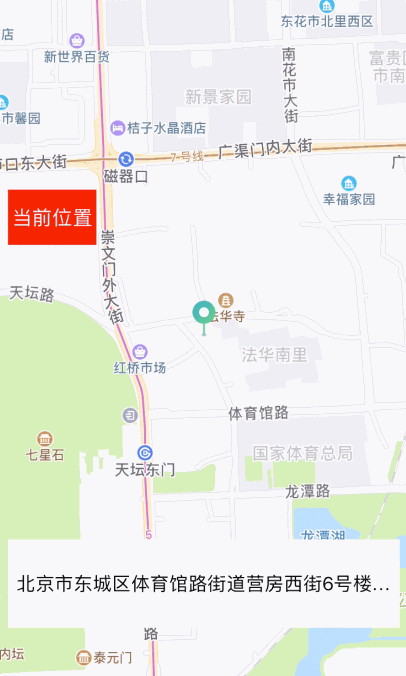 东花市北里西区
店
新世界百货
南花市大街
富贵
市南
新景家园
市馨园
桔子水晶酒店
7号线
广渠门内大街
市口东大街
广
磁器口
幸福家园
当前位置
崇文门外大街
天坛路
法华寺
法华南里
红桥市场
体育馆路
七星石
国家体育总局
天坛东门
龙潭路
5
龙潭湖
北京市东城区体育馆路街道营房西街6号楼...
路
内坛
泰元门